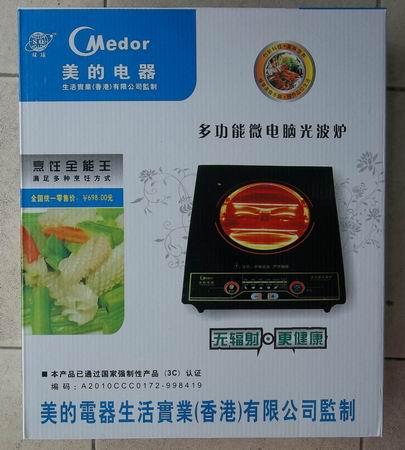 Medor
美的电器
生活實業(香港)有限公司監制
多功能微电脑光波炉
烹饪全能王
满足多种烹饪方式
全国统一零售价：¥698.00元
Medor
无辐射·更健康
■ 本产品已通过国家强制性产品（3C）认证
编码：A2010CCC0172-998419
美的電器生活實業(香港)有限公司監制